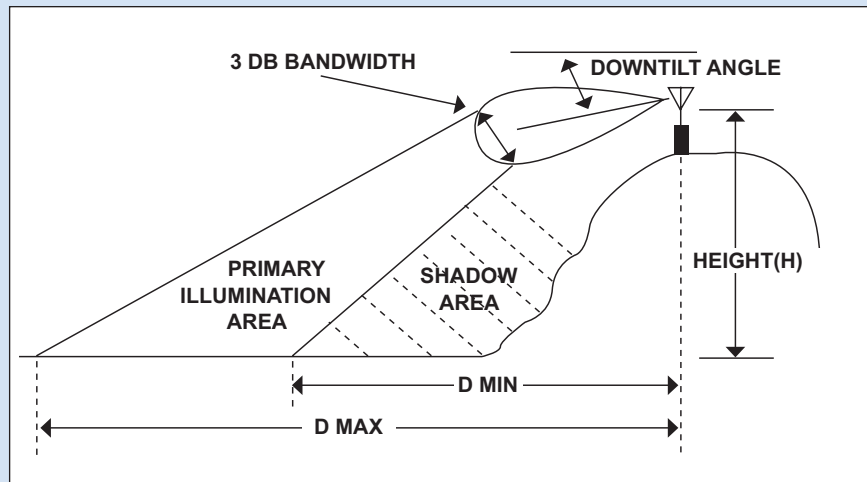 3 DB BANDWIDTH
DOWNTILT ANGLE
HEIGHT(H)
PRIMARY
ILLUMINATION
AREA
SHADOW
AREA
D MIN
D MAX